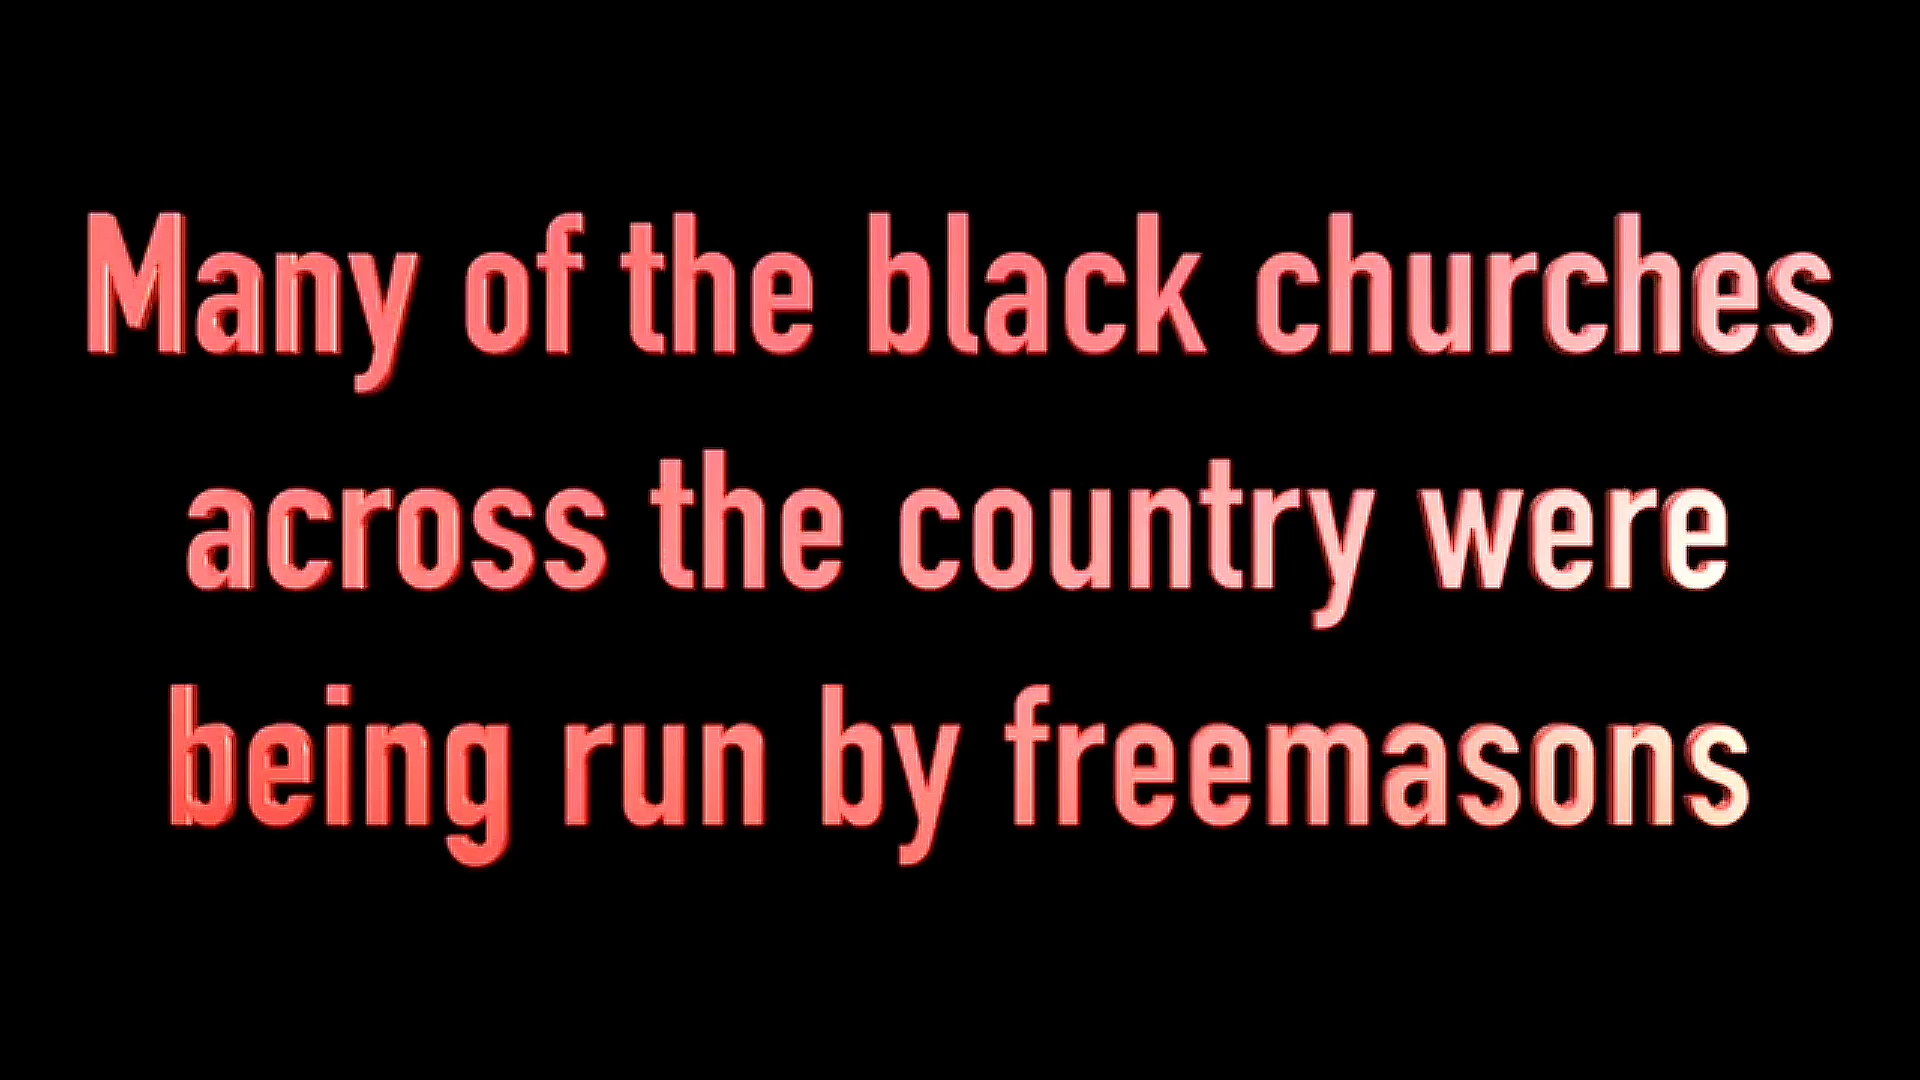 Many of the black churches
across the country were
being run by freemasons